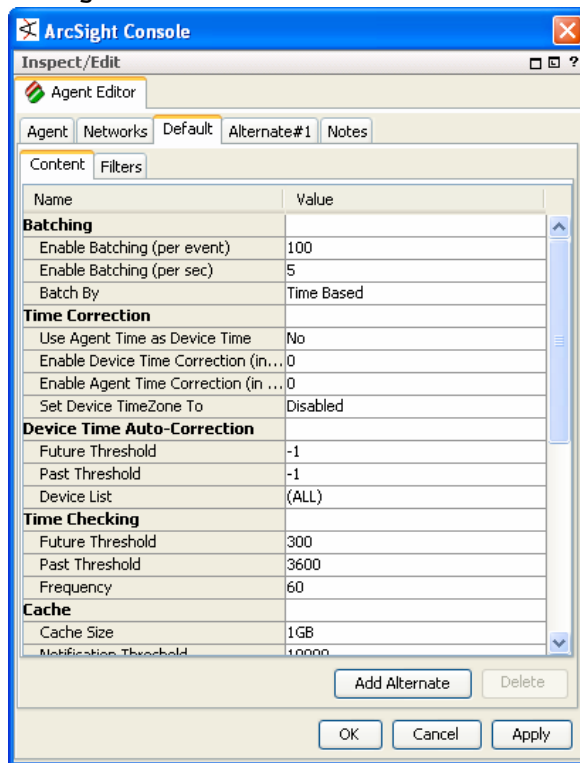 ArcSight Console
Inspect/Edit
?
Agent Editor
Agent Networks Default Alternate#1 Notes
Content Filters
Name Value
Batching
Enable Batching (per event) 100
Enable Batching (per sec) 5
Batch By Time Based
Time Correction
Use Agent Time as Device Time No
Enable Device Time Correction (in... 0
Enable Agent Time Correction (in ... 0
Set Device TimeZone To Disabled
Device Time Auto-Correction
Future Threshold -1
Past Threshold -1
Device List (ALL)
Time Checking
Future Threshold 300
Past Threshold 3600
Frequency 60
Cache
Cache Size 1GB
Notification Threshold 10000
Add Alternate Delete
OK Cancel Apply